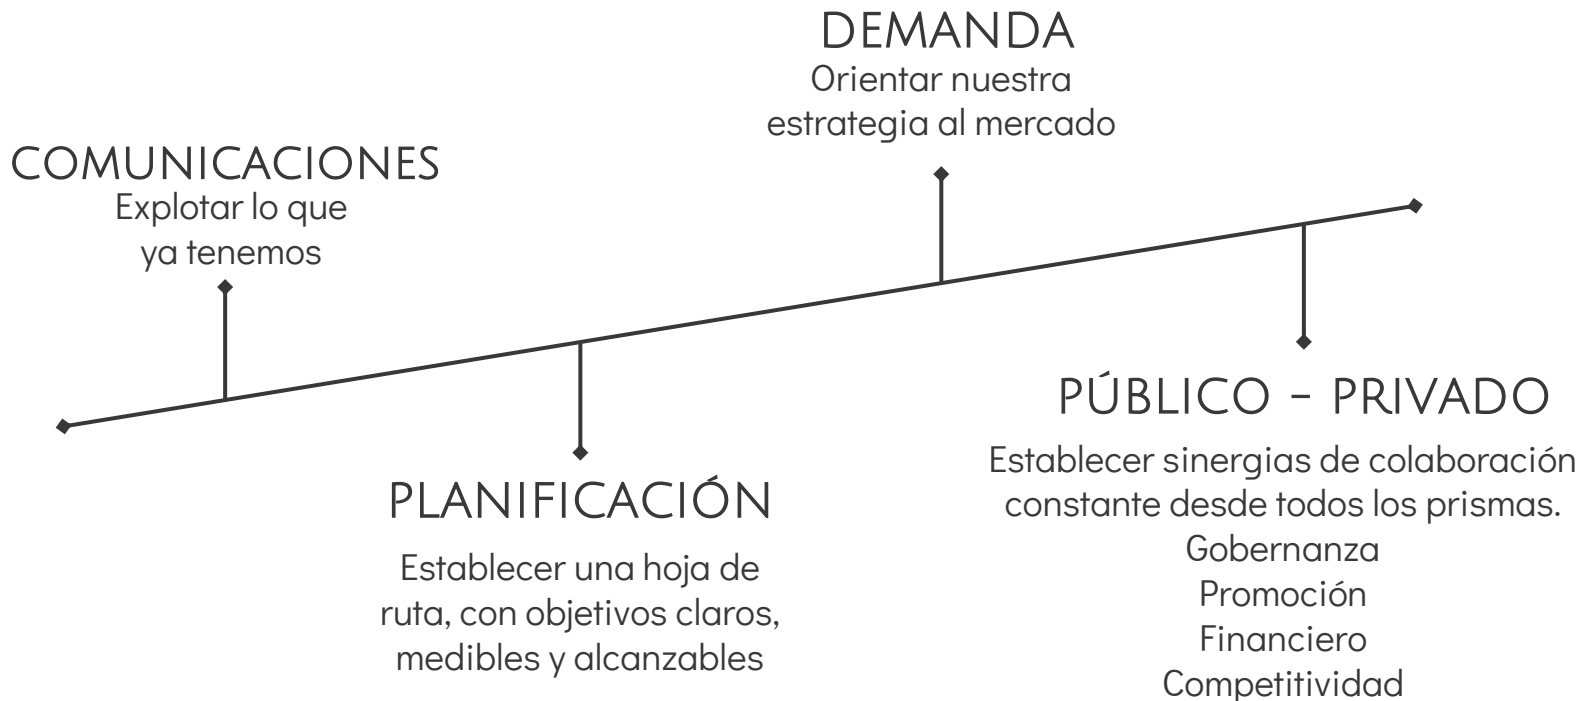 COMUNICACIONES
Explotar lo que
ya tenemos
PLANIFICACIÓN
Establecer una hoja de
ruta, con objetivos claros,
medibles y alcanzables
DEMANDA
Orientar nuestra
estrategia al mercado
PÚBLICO - PRIVADO
Establecer sinergias de colaboración
constante desde todos los prismas.
Gobernanza
Promoción
Financiero
Competitividad